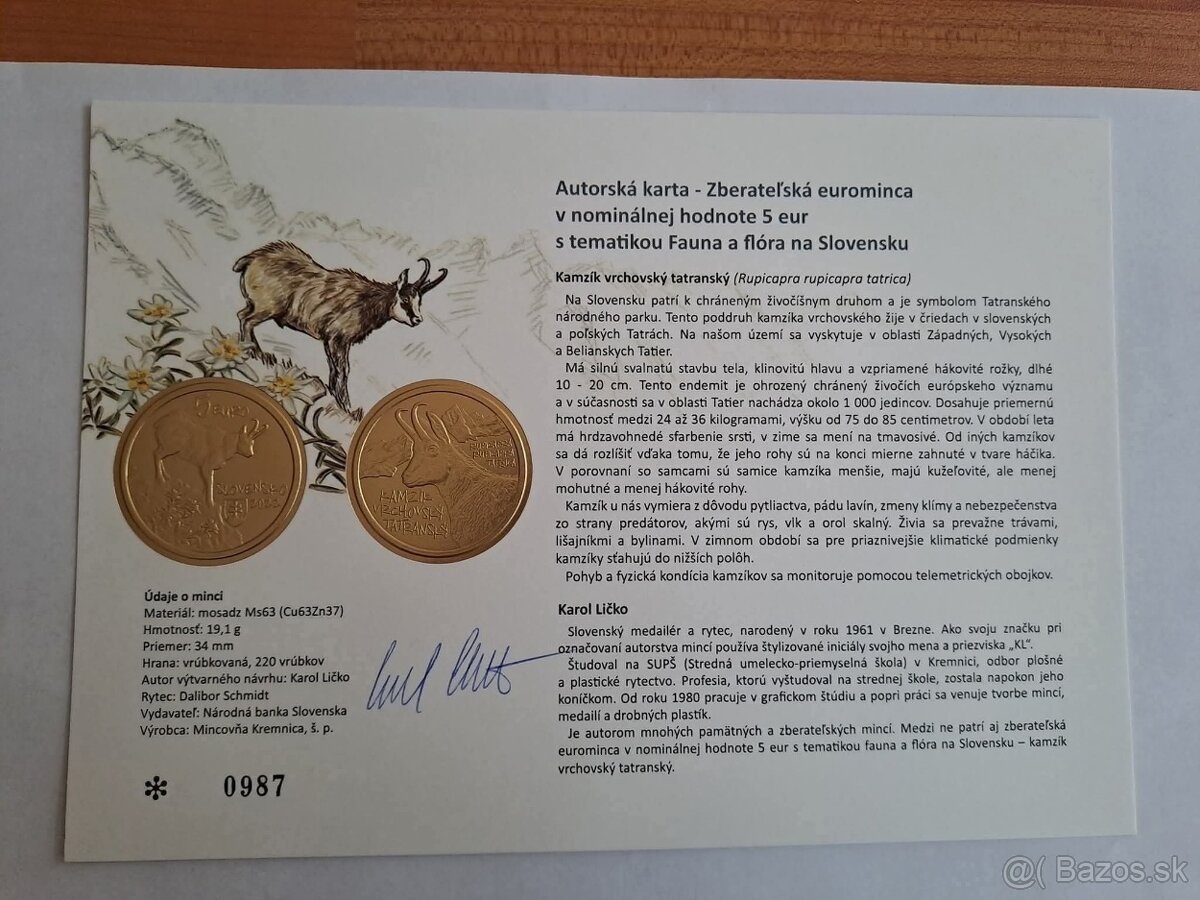 Autorská karta - Zberateľská eurominca
v nominálnej hodnote 5 eur
s tematikou Fauna a flóra na Slovensku
Kamzík vrchovský tatranský (Rupicapra rupicapra tatrica)
Na Slovensku patrí k chráneným živočíšnym druhom a je symbolom Tatranského
národného parku. Tento poddruh kamzíka vrchovského žije v čriedach v slovenských
a poľských Tatrách. Na našom území sa vyskytuje v oblasti Západných, Vysokých
a Belianskych Tatier.
Má silnú svalnatú stavbu tela, klinovitú hlavu a vzpriamené hákovité rožky, dlhé
10 - 20 cm. Tento endemit je ohrozený chránený živočích európskeho významu
a v súčasnosti sa v oblasti Tatier nachádza okolo 1 000 jedincov. Dosahuje priemernú
hmotnosť medzi 24 až 36 kilogramami, výšku od 75 do 85 centimetrov. V období leta
má hrdzavohnedé sfarbenie srsti, v zime sa mení na tmavosivé. Od iných kamzíkov
sa dá rozlíšiť vďaka tomu, že jeho rohy sú na konci mierne zahnuté v tvare háčika.
V porovnaní so samcami sú samice kamzíka menšie, majú kužeľovité, ale menej
mohutné a menej hákovité rohy.
Kamzík u nás vymiera z dôvodu pytliactva, pádu lavín, zmeny klímy a nebezpečenstva
zo strany predátorov, akými sú rys, vlk a orol skalný. Živia sa prevažne trávami,
lišajníkmi a bylinami. V zimnom období sa pre priaznivejšie klimatické podmienky
kamzíky sťahujú do nižších polôh.
Pohyb a fyzická kondícia kamzíkov sa monitoruje pomocou telemetrických obojkov.
Karol Ličko
Slovenský medailér a rytec, narodený v roku 1961 v Brezne. Ako svoju značku pri
označovaní autorstva mincí používa štylizované iniciály svojho mena a priezviska „KL“.
Študoval na SUPŠ (Stredná umelecko-priemyselná škola) v Kremnici, odbor plošné
a plastické rytectvo. Profesia, ktorú vyštudoval na strednej škole, zostala napokon jeho
koníčkom. Od roku 1980 pracuje v grafickom štúdiu a popri práci sa venuje tvorbe mincí,
medailí a drobných plastík.
Je autorom mnohých pamätných a zberateľských mincí. Medzi ne patrí aj zberateľská
eurominca v nominálnej hodnote 5 eur s tematikou fauna a flóra na Slovensku – kamzík
vrchovský tatranský.
5 EURO
SLOVENSKO
2022
RUPICAPRA
RUPICAPRA
TATRICA
KAMZÍK
VRCHOVSKÝ
TATRANSKÝ
Údaje o minci
Materiál: mosadz Ms63 (Cu63Zn37)
Hmotnosť: 19,1 g
Priemer: 34 mm
Hrana: vrúbkovaná, 220 vrúbkov
Autor výtvarného návrhu: Karol Ličko
Rytec: Dalibor Schmidt
Vydavateľ: Národná banka Slovenska
Výrobca: Mincovňa Kremnica, š. p.
0987
@( Bazos.sk